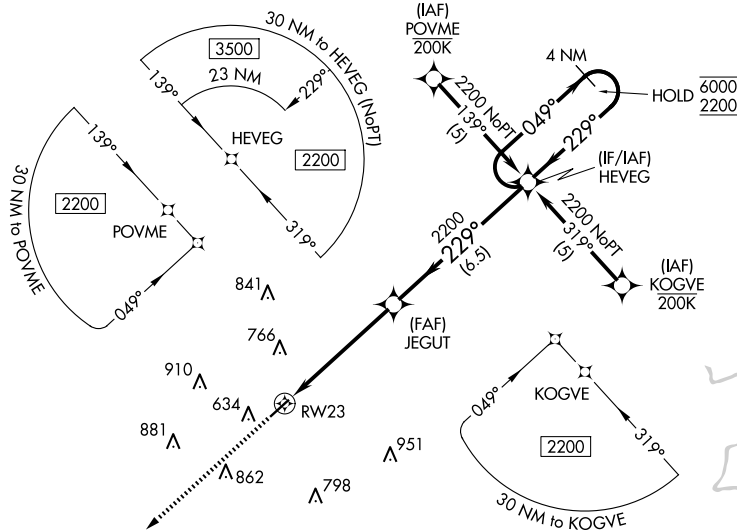 30 NM to HEVEG (NoPT)
3500
23 NM
139°
229°
HEVEG
2200
319°
30 NM to POVME
139°
2200
POVME
049°
(IAF)
POVME
200K
2200 NoPT
139°
(5)
4 NM
049°
229°
HOLD
6000
2200
(IF/IAF)
HEVEG
2200 NoPT
319°
(5)
(IAF)
KOGVE
200K
2200
229°
(6.5)
(FAF)
JEGUT
841
766
910
634
RW23
881
862
798
951
049°
KOGVE
2200
319°
30 NM to KOGVE